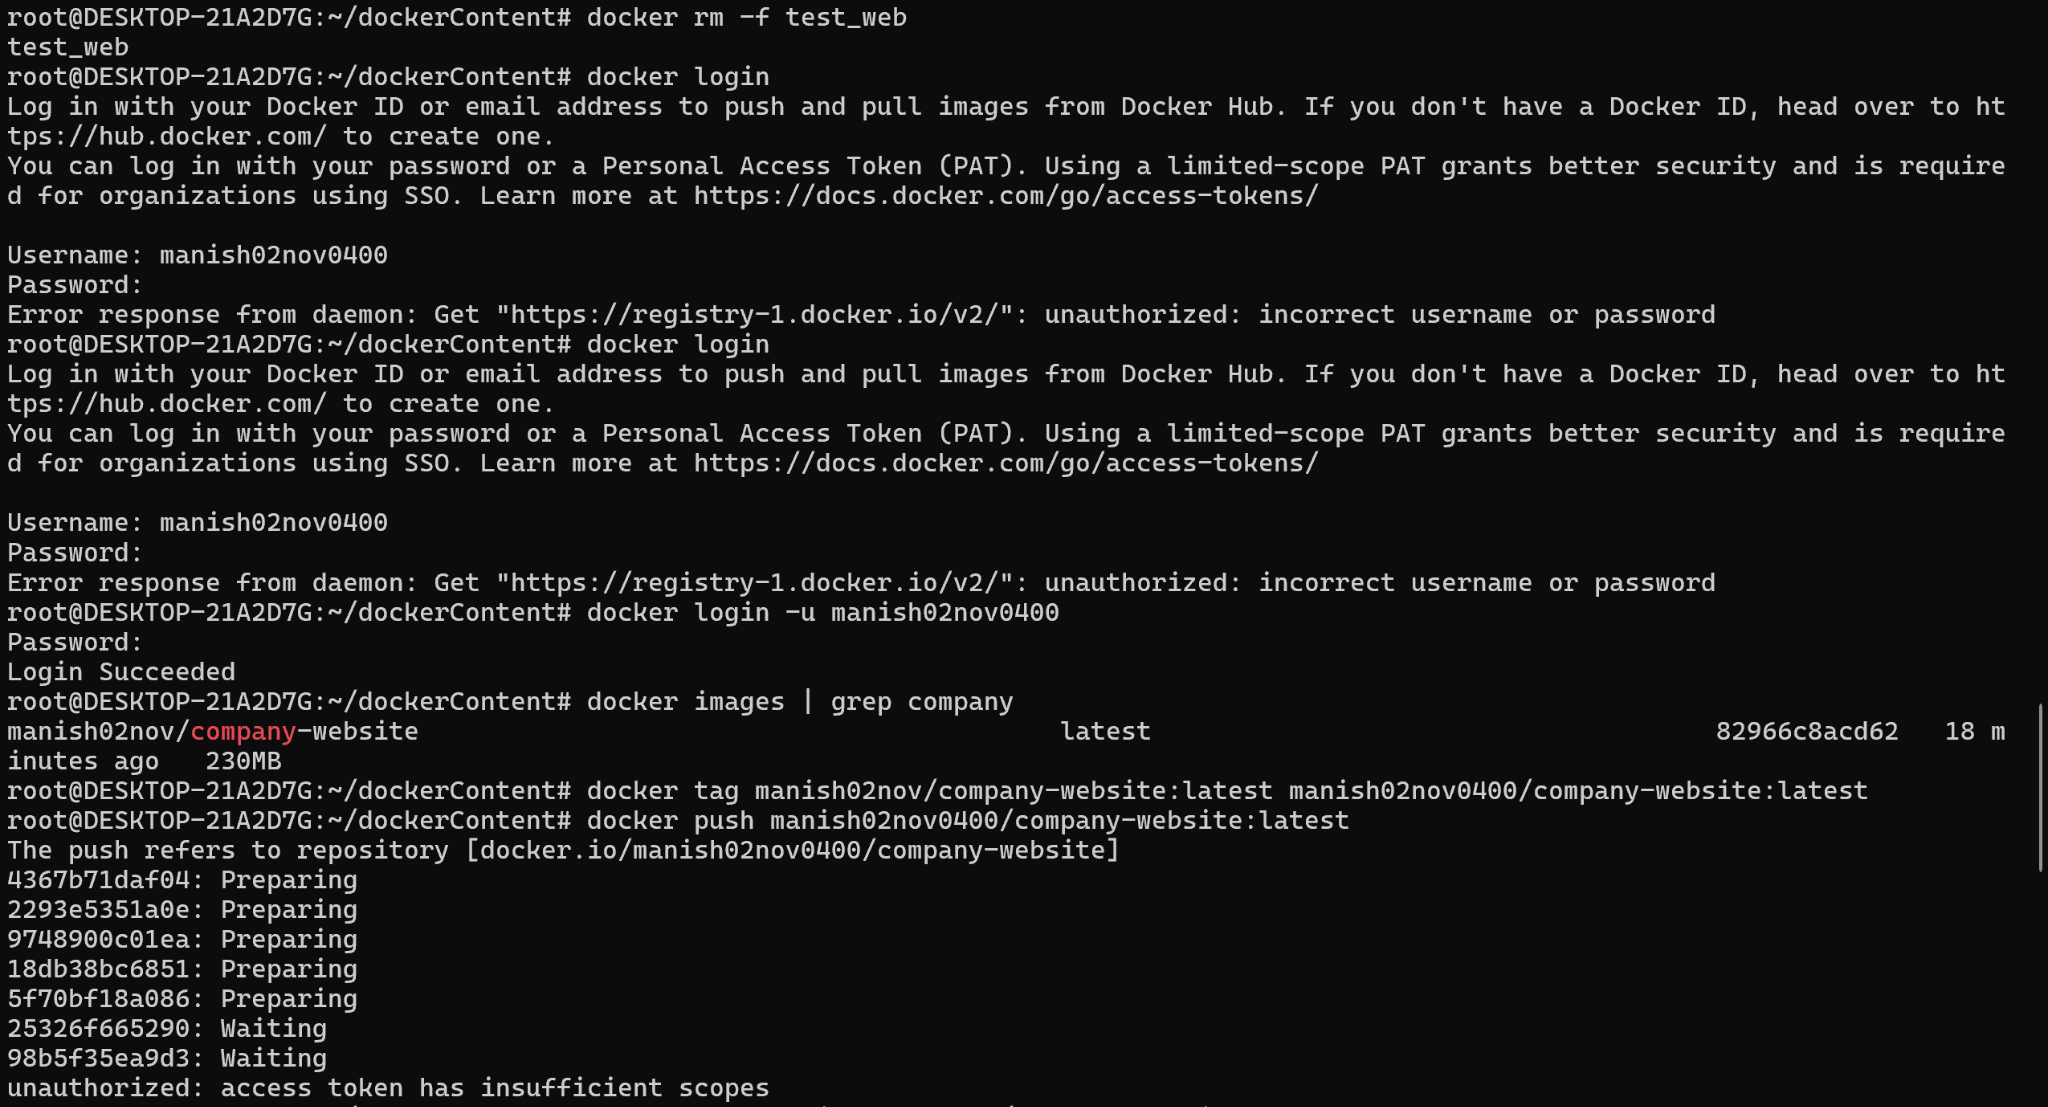 root@DESKTOP-21A2D7G:~/dockerContent# docker rm -f test_web
test_web
root@DESKTOP-21A2D7G:~/dockerContent# docker login
Log in with your Docker ID or email address to push and pull images from Docker Hub. If you don't have a Docker ID, head over to ht
tps://hub.docker.com/ to create one.
You can log in with your password or a Personal Access Token (PAT). Using a limited-scope PAT grants better security and is require
d for organizations using SSO. Learn more at https://docs.docker.com/go/access-tokens/

Username: manish02nov0400
Password:
Error response from daemon: Get "https://registry-1.docker.io/v2/": unauthorized: incorrect username or password
root@DESKTOP-21A2D7G:~/dockerContent# docker login
Log in with your Docker ID or email address to push and pull images from Docker Hub. If you don't have a Docker ID, head over to ht
tps://hub.docker.com/ to create one.
You can log in with your password or a Personal Access Token (PAT). Using a limited-scope PAT grants better security and is require
d for organizations using SSO. Learn more at https://docs.docker.com/go/access-tokens/

Username: manish02nov0400
Password:
Error response from daemon: Get "https://registry-1.docker.io/v2/": unauthorized: incorrect username or password
root@DESKTOP-21A2D7G:~/dockerContent# docker login -u manish02nov0400
Password:
Login Succeeded
root@DESKTOP-21A2D7G:~/dockerContent# docker images | grep company
manish02nov/company-website                                          latest                                     82966c8acd62   18 m
inutes ago   230MB
root@DESKTOP-21A2D7G:~/dockerContent# docker tag manish02nov/company-website:latest manish02nov0400/company-website:latest
root@DESKTOP-21A2D7G:~/dockerContent# docker push manish02nov0400/company-website:latest
The push refers to repository [docker.io/manish02nov0400/company-website]
4367b71daf04: Preparing
2293e5351a0e: Preparing
9748900c01ea: Preparing
18db38bc6851: Preparing
5f70bf18a086: Preparing
25326f665290: Waiting
98b5f35ea9d3: Waiting
unauthorized: access token has insufficient scopes